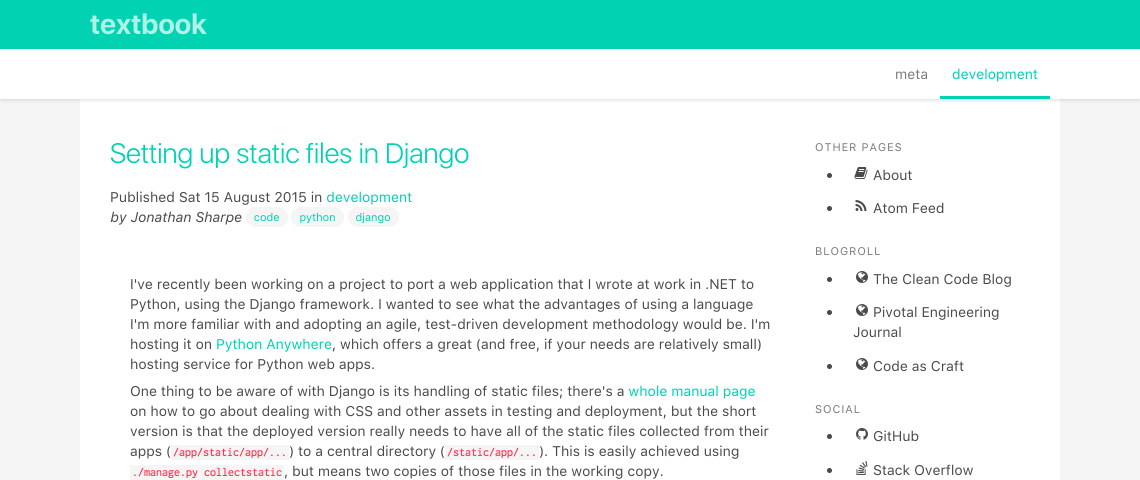 textbook
meta
development
Setting up static files in Django
Published Sat 15 August 2015 in development
by Jonathan Sharpe code python django
I've recently been working on a project to port a web application that I wrote at work in .NET to
Python, using the Django framework. I wanted to see what the advantages of using a language
I'm more familiar with and adopting an agile, test-driven development methodology would be. I'm
hosting it on Python Anywhere, which offers a great (and free, if your needs are relatively small)
hosting service for Python web apps.
One thing to be aware of with Django is its handling of static files; there's a whole manual page
on how to go about dealing with CSS and other assets in testing and deployment, but the short
version is that the deployed version really needs to have all of the static files collected from their
apps (/app/static/app/...) to a central directory (/static/app/...). This is easily achieved using
./manage.py collectstatic, but means two copies of those files in the working copy.
OTHER PAGES
About
Atom Feed
BLOGROLL
The Clean Code Blog
Pivotal Engineering
Journal
Code as Craft
SOCIAL
GitHub
Stack Overflow